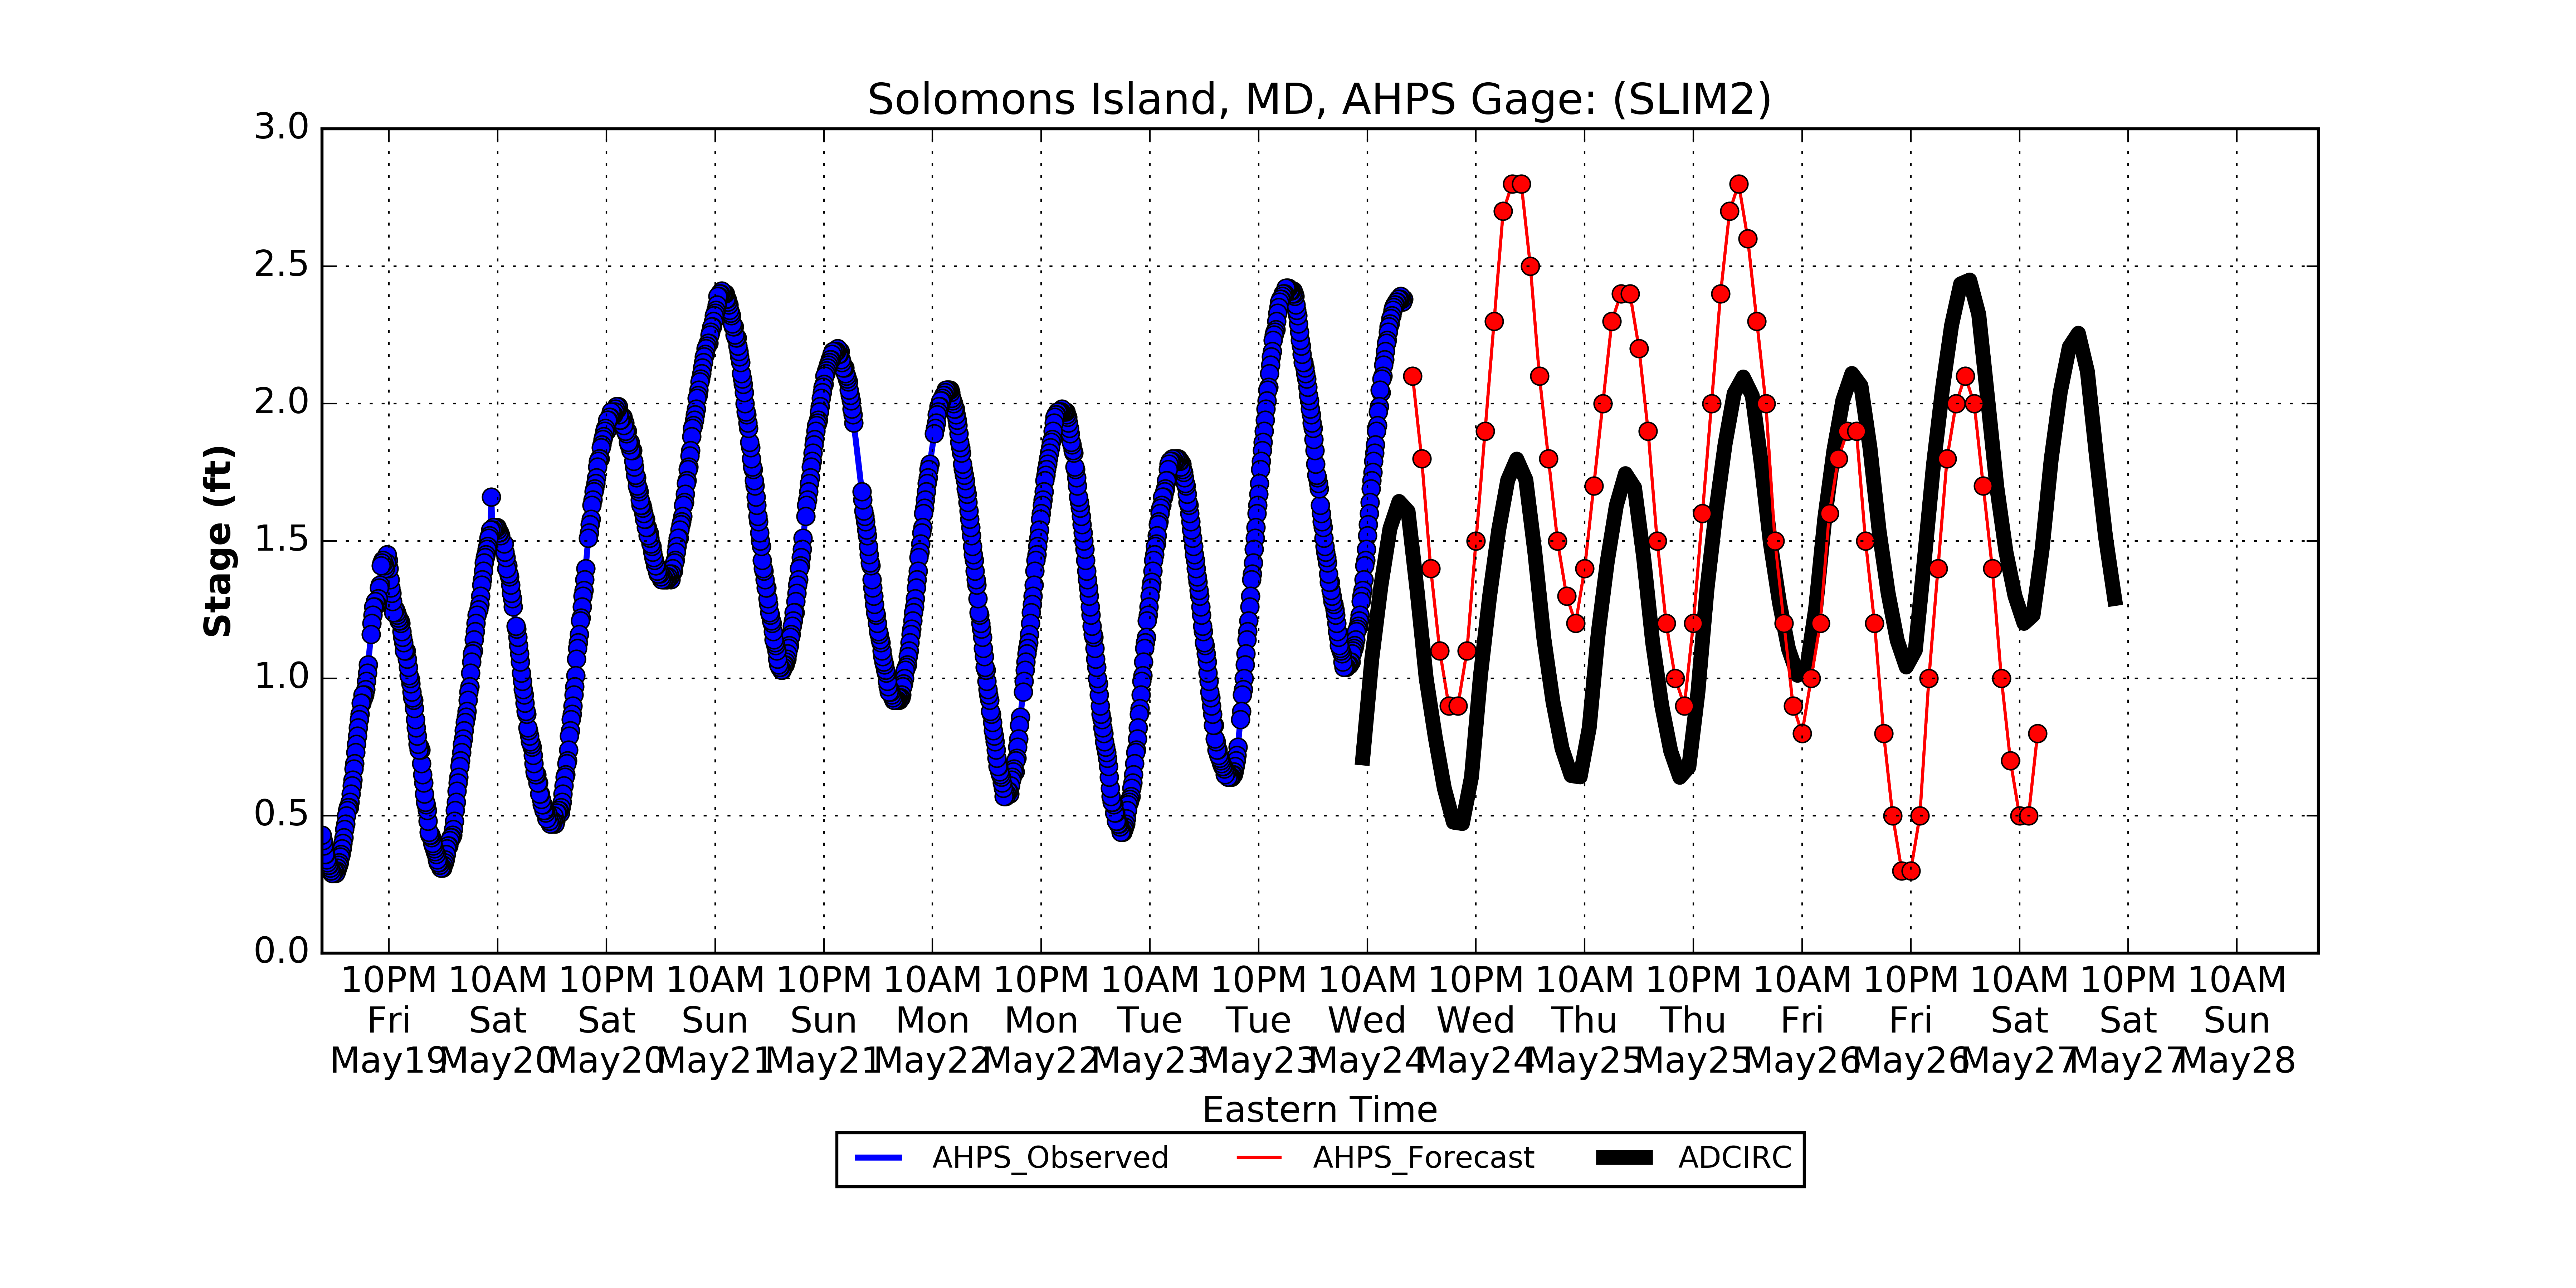 Solomons Island, MD, AHPS Gage: (SLIM2)
3.0
2.5
2.0
1.5
1.0
0.5
0.0
Stage (ft)
10PM 10AM 10PM 10AM 10PM 10AM 10PM 10AM 10PM 10AM 10PM 10AM 10PM 10AM 10PM 10AM 10PM 10AM
Fri Sat Sat Sun Sun Mon Mon Tue Tue Wed Wed Thu Thu Fri Fri Sat Sat Sun
May19 May20 May20 May21 May21 May22 May22 May23 May23 May24 May24 May25 May25 May26 May26 May27 May27 May28
Eastern Time
AHPS_Observed AHPS_Forecast ADCIRC